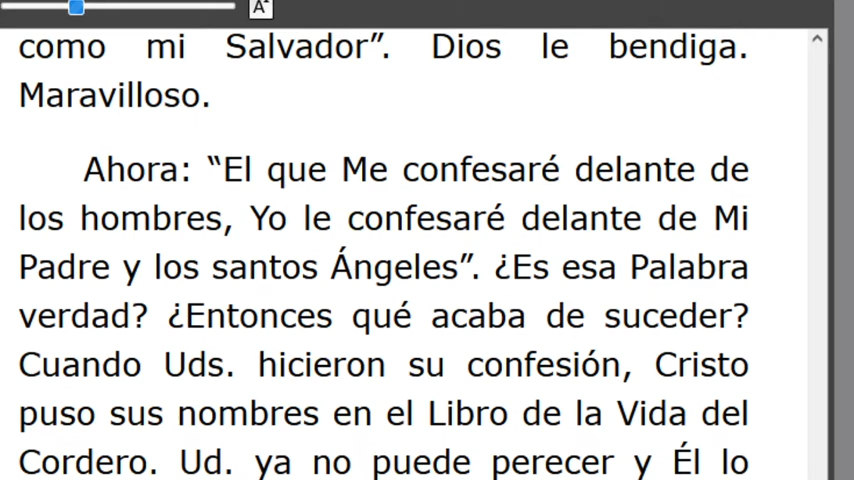 A
como mi Salvador”. Dios le bendiga.
Maravilloso.
Ahora: “El que Me confesaré delante de
los hombres, Yo le confesaré delante de Mi
Padre y los santos Ángeles”. ¿Es esa Palabra
verdad? ¿Entonces qué acaba de suceder?
Cuando Uds. hicieron su confesión, Cristo
puso sus nombres en el Libro de la Vida del
Cordero. Ud. ya no puede perecer y Él lo